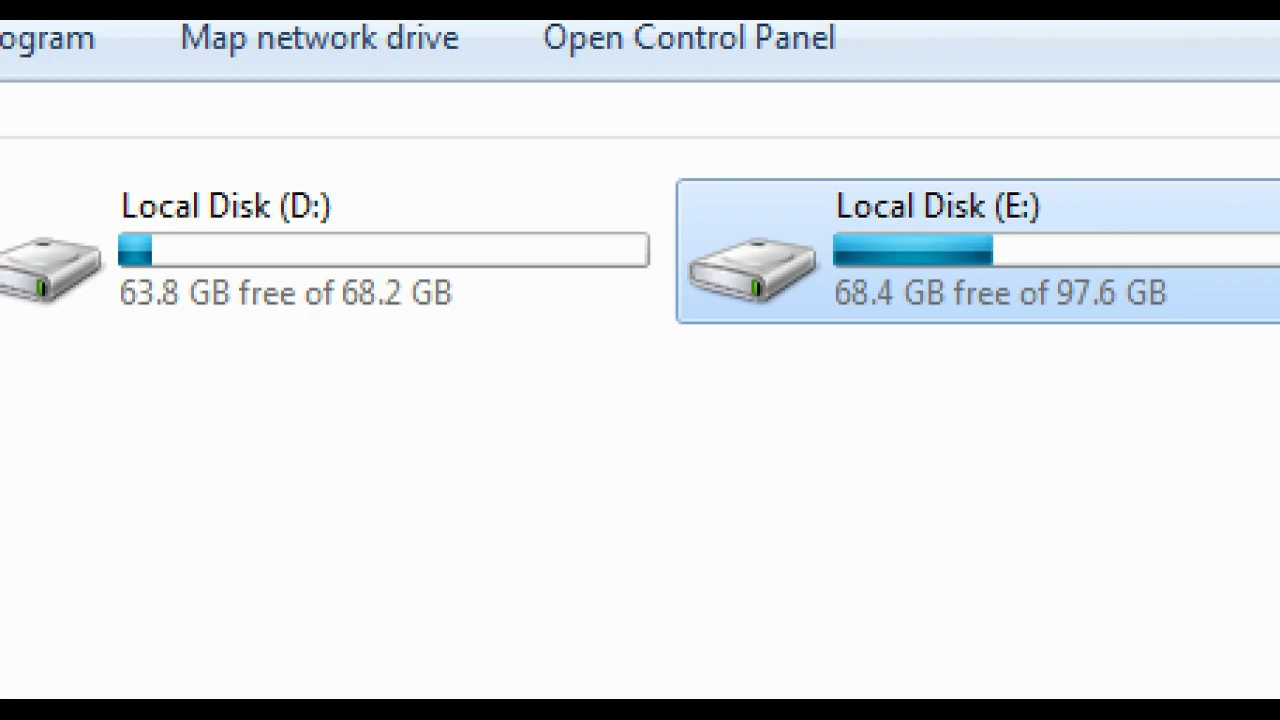 ogram Map network drive Open Control Panel
Local Disk (D:)
63.8 GB free of 68.2 GB
Local Disk (E:)
68.4 GB free of 97.6 GB